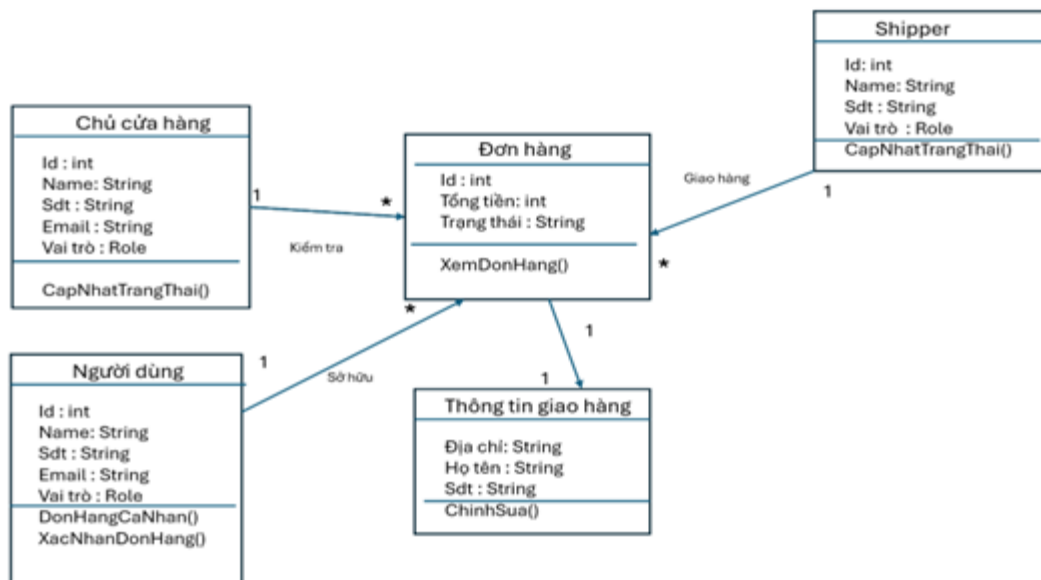 Shipper
Id: int
Name: String
Sdt : String
Vai trò : Role
CapNhatTrangThai()
1
Giao hàng
*
Chủ cửa hàng
Id : int
Name: String
Sdt : String
Email : String
Vai trò : Role
CapNhatTrangThai()
1
*
Kiểm tra
Đơn hàng
Id : int
Tổng tiền: int
Trạng thái : String
XemDonHang()
*
1
Sở hữu
1
1
Người dùng
Id : int
Name: String
Sdt : String
Email : String
Vai trò : Role
DonHangCaNhan()
XacNhanDonHang()
Thông tin giao hàng
Địa chỉ: String
Họ tên : String
Sdt : String
ChinhSua()